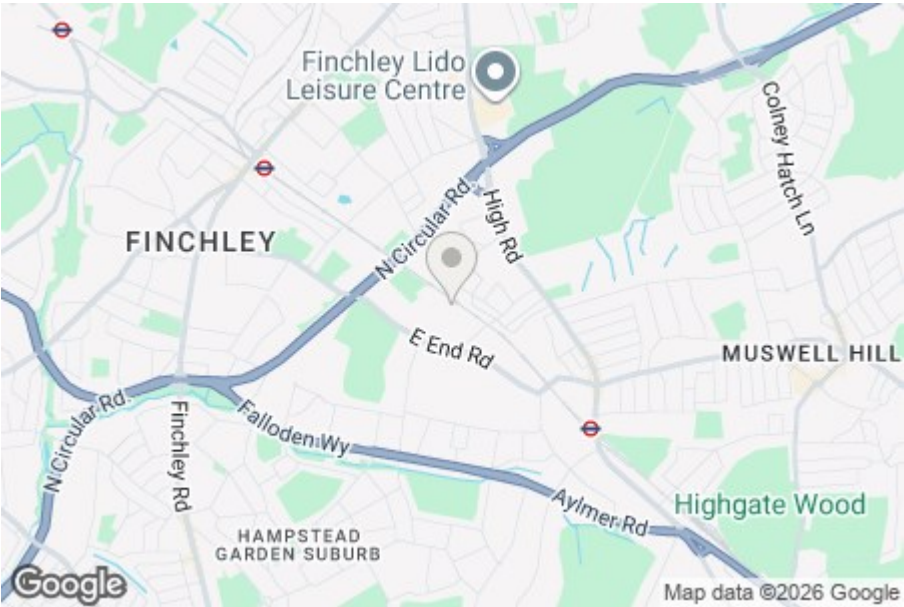 Finchley Lido
Leisure Centre
Colney Hatch Ln
N Circular Rd.
High Rd
FINCHLEY
E End Rd
MUSWELL HILL
N Circular Rd.
Finchley Rd
Falloden Wy
Aylmer Rd
Highgate Wood
HAMPSTEAD
GARDEN SUBURB
Google
Map data ©2026 Google